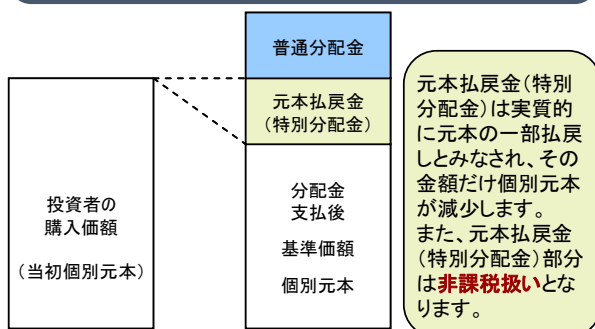 普通分配金
元本払戻金
(特別分配金)
投資者の
購入価額
(当初個別元本)
分配金
支払後
基準価額
個別元本
元本払戻金(特別
分配金)は実質的
に元本の一部払戻
しとみなされ、その
金額だけ個別元本
が減少します。
また、元本払戻金
(特別分配金)部分
は非課税扱いとな
ります。